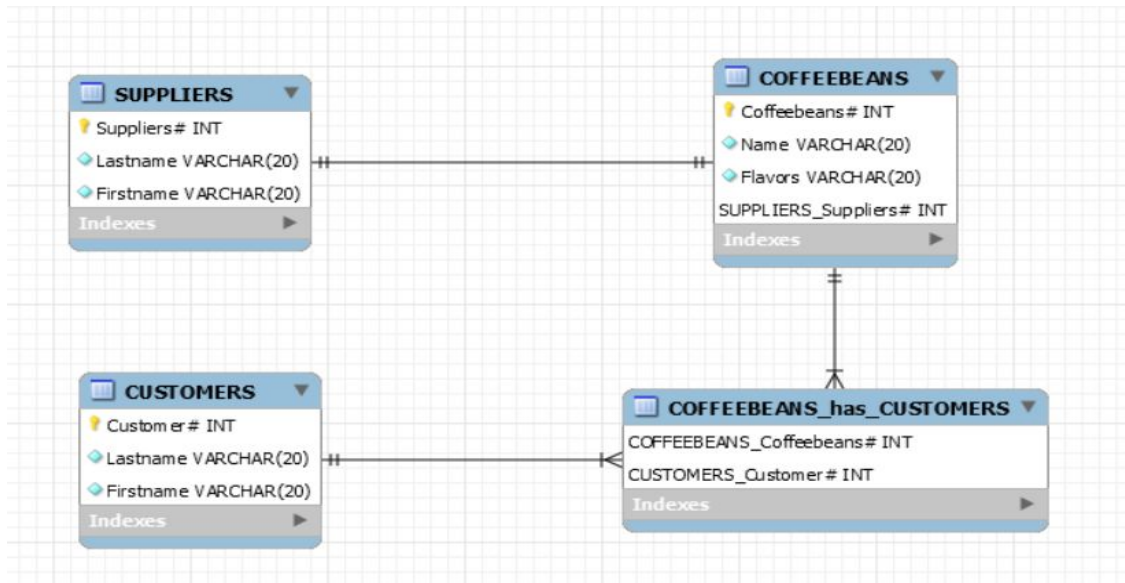 SUPPLIERS
Suppliers# INT
Lastname VARCHAR(20)
Firstname VARCHAR(20)
Indexes
COFFEEBEANS
Coffeebeans# INT
Name VARCHAR(20)
Flavors VARCHAR(20)
SUPPLIERS_Suppliers# INT
Indexes
CUSTOMERS
Customer# INT
Lastname VARCHAR(20)
Firstname VARCHAR(20)
Indexes
COFFEEBEANS_has_CUSTOMERS
COFFEEBEANS_Coffeebeans# INT
CUSTOMERS_Customer# INT
Indexes